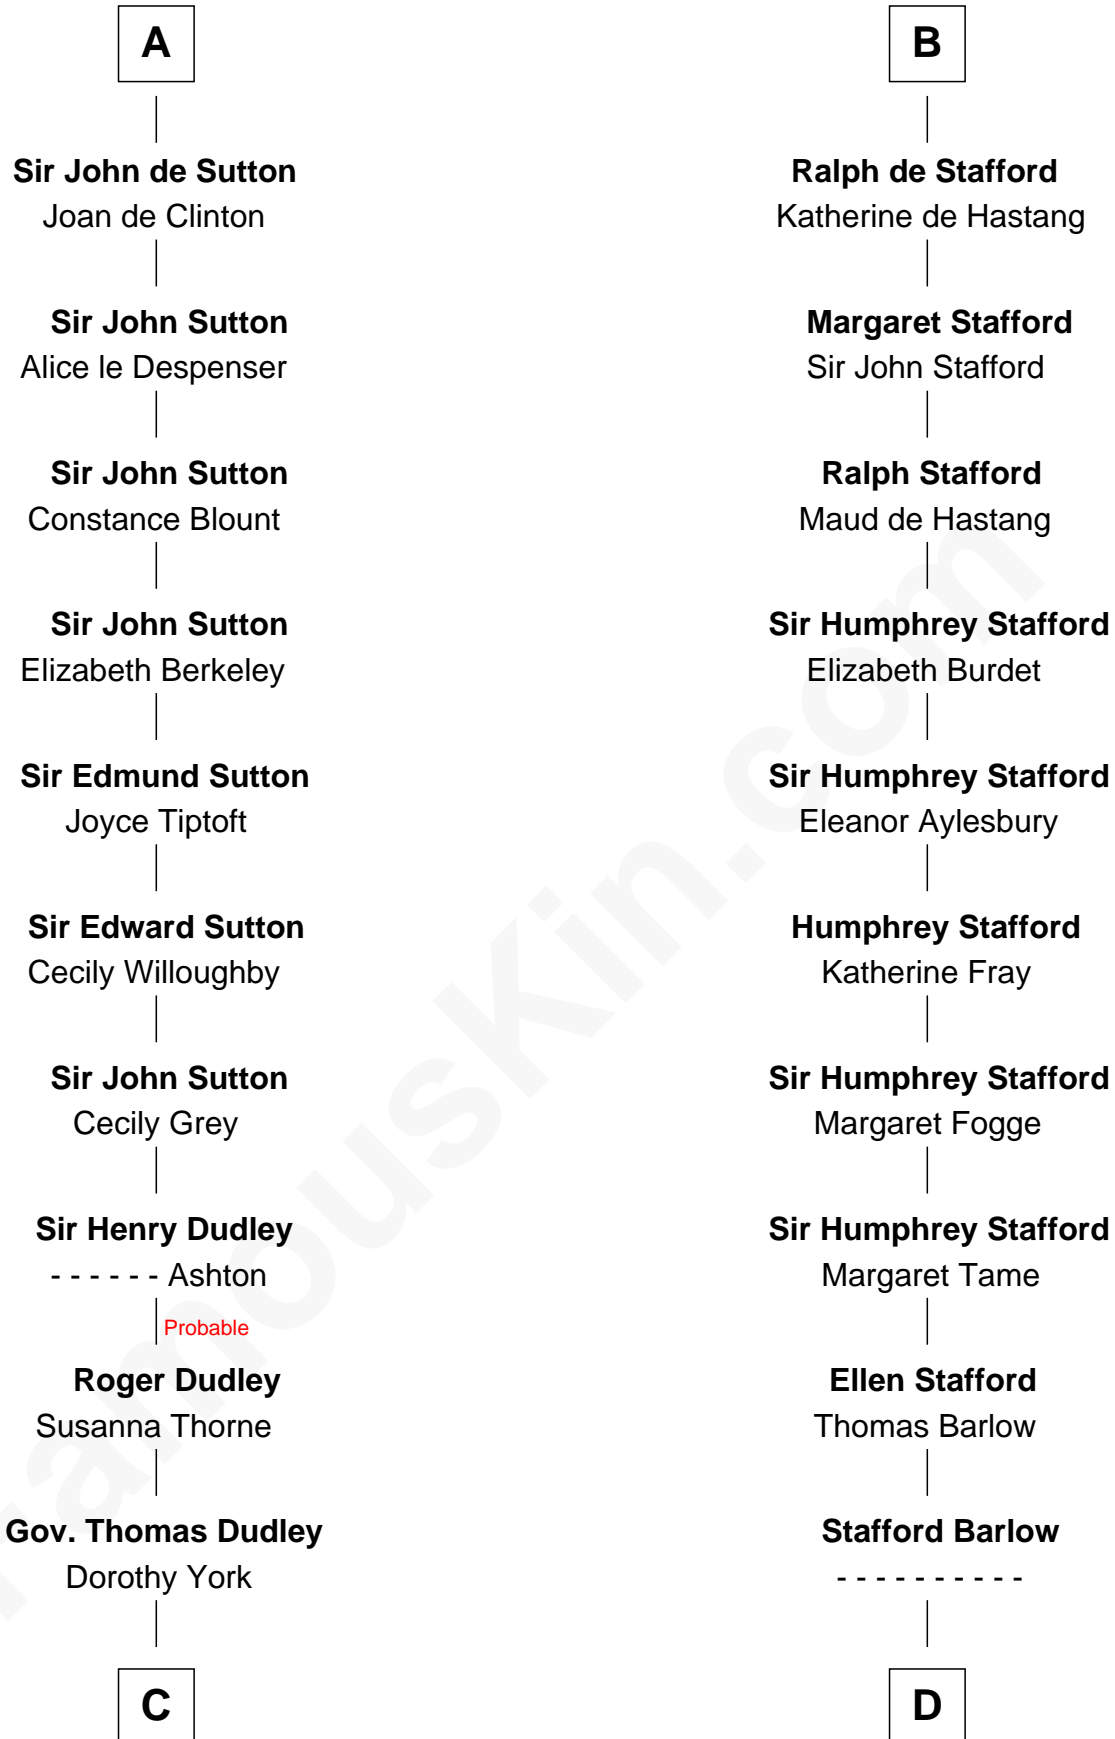 A
Sir John de Sutton
Joan de Clinton
Sir John Sutton
Alice le Despenser
Sir John Sutton
Constance Blount
Sir John Sutton
Elizabeth Berkeley
Sir Edmund Sutton
Joyce Tiptoft
Sir Edward Sutton
Cecily Willoughby
Sir John Sutton
Cecily Grey
Sir Henry Dudley
- - - - - - Ashton
Probable
Roger Dudley
Susanna Thorne
Gov. Thomas Dudley
Dorothy York
C
B
Ralph de Stafford
Katherine de Hastang
Margaret Stafford
Sir John Stafford
Ralph Stafford
Maud de Hastang
Sir Humphrey Stafford
Elizabeth Burdet
Sir Humphrey Stafford
Eleanor Aylesbury
Humphrey Stafford
Katherine Fray
Sir Humphrey Stafford
Margaret Fogge
Sir Humphrey Stafford
Margaret Tame
Ellen Stafford
Thomas Barlow
Stafford Barlow
- - - - - - - - - -
D
FamousKin.com